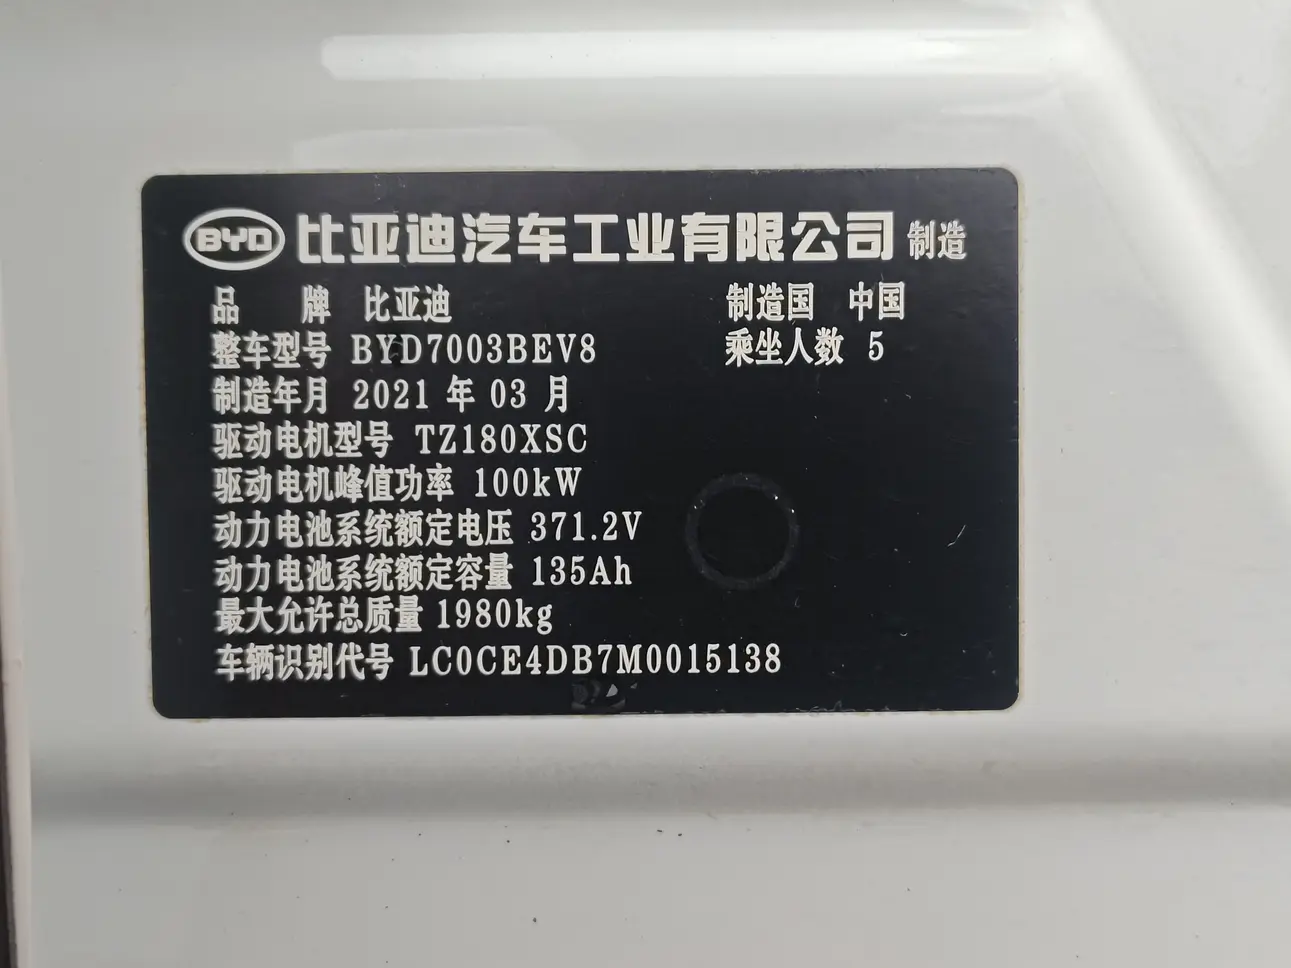 BYD 比亚迪汽车工业有限公司 制造
品 牌 比亚迪 制造国 中国
整车型号 BYD7003BEV8 乘坐人数 5
制造年月 2021 年 03 月
驱动电机型号 TZ180XSC
驱动电机峰值功率 100kW
动力电池系统额定电压 371.2V
动力电池系统额定容量 135Ah
最大允许总质量 1980kg
车辆识别代号 LC0CE4DB7M0015138